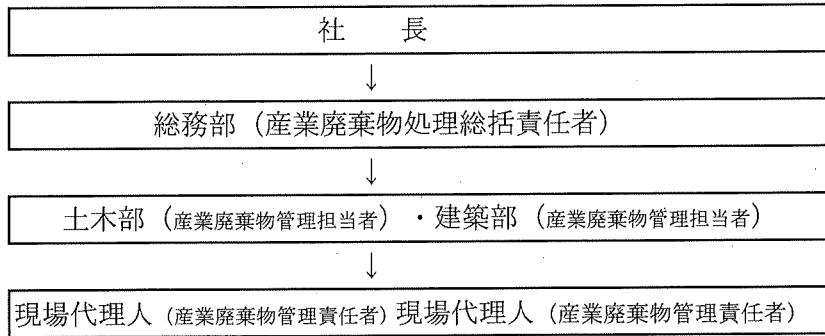 社　長
↓
総務部（産業廃棄物処理総括責任者）
↓
土木部（産業廃棄物管理担当者）・建築部（産業廃棄物管理担当者）
↓
現場代理人（産業廃棄物管理責任者）現場代理人（産業廃棄物管理責任者）